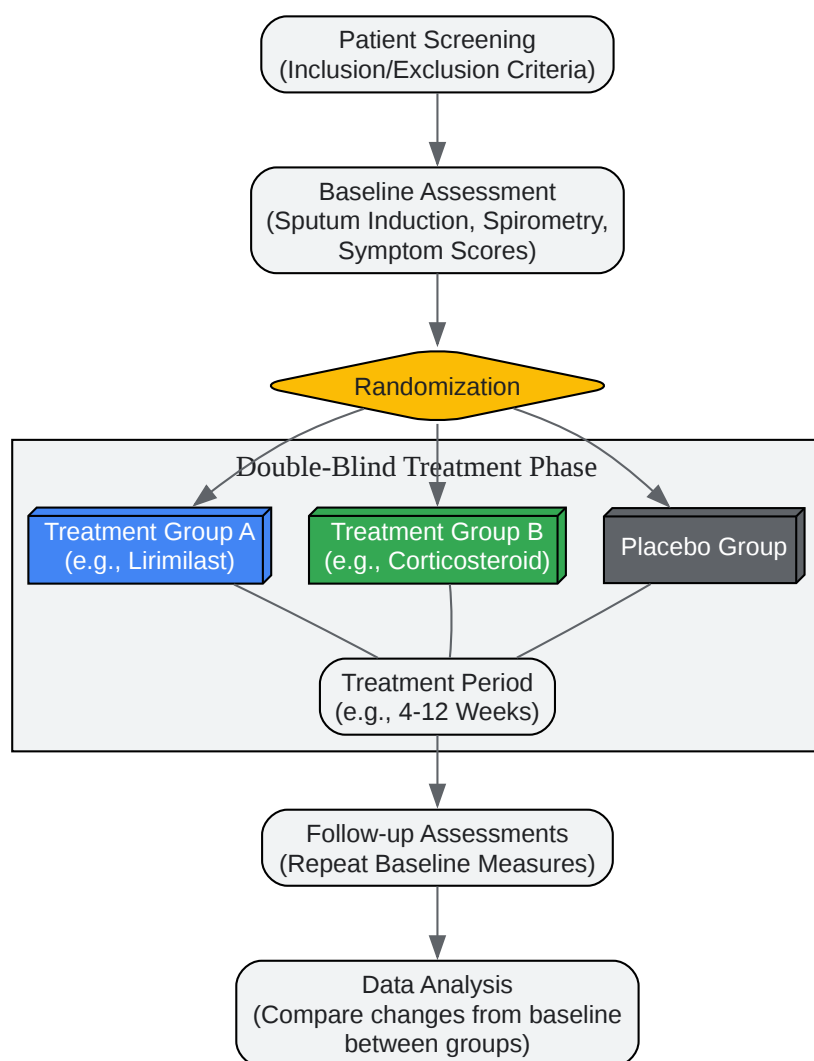 Patient Screening
(Inclusion/Exclusion Criteria)
Baseline Assessment
(Sputum Induction, Spirometry,
Symptom Scores)
Randomization
Double-Blind Treatment Phase
Treatment Group A
(e.g., Lirimilast)
Treatment Group B
(e.g., Corticosteroid)
Placebo Group
Treatment Period
(e.g., 4-12 Weeks)
Follow-up Assessments
(Repeat Baseline Measures)
Data Analysis
(Compare changes from baseline
between groups)